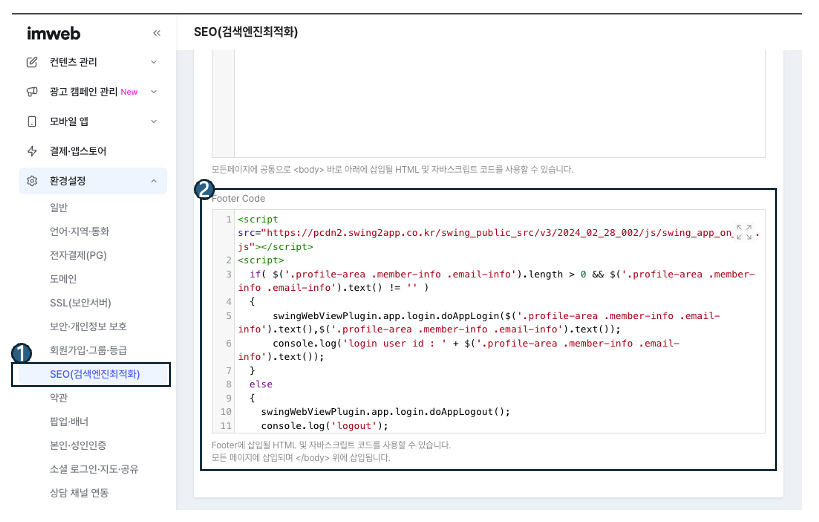 imweb
«
컨텐츠 관리
광고 캠페인 관리 New
모바일 앱
결제·앱스토어
환경설정
일반
언어·지역·통화
전자결제(PG)
도메인
SSL(보안서버)
보안·개인정보 보호
회원가입·그룹·등급
1
SEO(검색엔진최적화)
약관
팝업·배너
본인·성인인증
소셜 로그인·지도·공유
상담 채널 연동
SEO(검색엔진최적화)
모든페이지에 공통으로 <body> 바로 아래에 삽입될 HTML 및 자바스크립트 코드를 사용할 수 있습니다.
2
Footer Code
1 <script
src="https://pcdn2.swing2app.co.kr/swing_public_src/v3/2024_02_28_002/js/swing_app_on_ .
js"></script>
2 <script>
3 if( $('.profile-area .member-info .email-info').length > 0 && $('.profile-area .member-
info .email-info').text() != '' )
4 {
5 swingWebViewPlugin.app.login.doAppLogin($('.profile-area .member-info .email-
info').text(),$('.profile-area .member-info .email-info').text());
6 console.log('login user id : ' + $('.profile-area .member-info .email-
info').text());
7 }
8 else
9 {
10 swingWebViewPlugin.app.login.doAppLogout();
11 console.log('logout');
Footer에 삽입될 HTML 및 자바스크립트 코드를 사용할 수 있습니다.
모든 페이지에 삽입되며 </body> 위에 삽입됩니다.